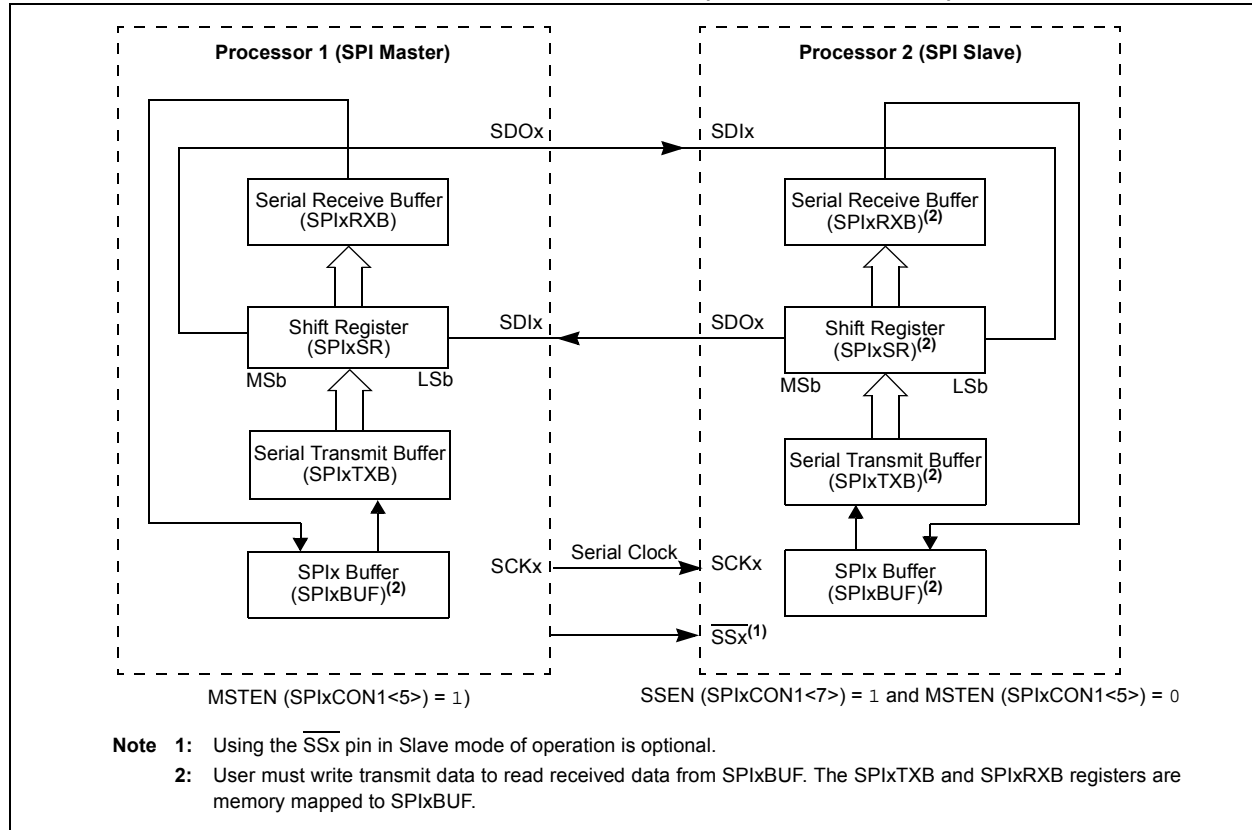 Processor 1 (SPI Master)
Processor 2 (SPI Slave)
SDOx
SDIx
Serial Receive Buffer
(SPIxRXB)
Serial Receive Buffer
(SPIxRXB)(2)
Shift Register
(SPIxSR)
MSb
LSb
SDIx
SDOx
Shift Register
(SPIxSR)(2)
MSb
LSb
Serial Transmit Buffer
(SPIxTXB)
Serial Transmit Buffer
(SPIxTXB)(2)
SPIx Buffer
(SPIxBUF)(2)
SCKx
Serial Clock
SCKx
SPIx Buffer
(SPIxBUF)(2)
SSx(1)
MSTEN (SPIxCON1<5>) = 1)
SSEN (SPIxCON1<7>) = 1 and MSTEN (SPIxCON1<5>) = 0
Note 1: Using the SSx pin in Slave mode of operation is optional.
2: User must write transmit data to read received data from SPIxBUF. The SPIxTXB and SPIxRXB registers are
memory mapped to SPIxBUF.